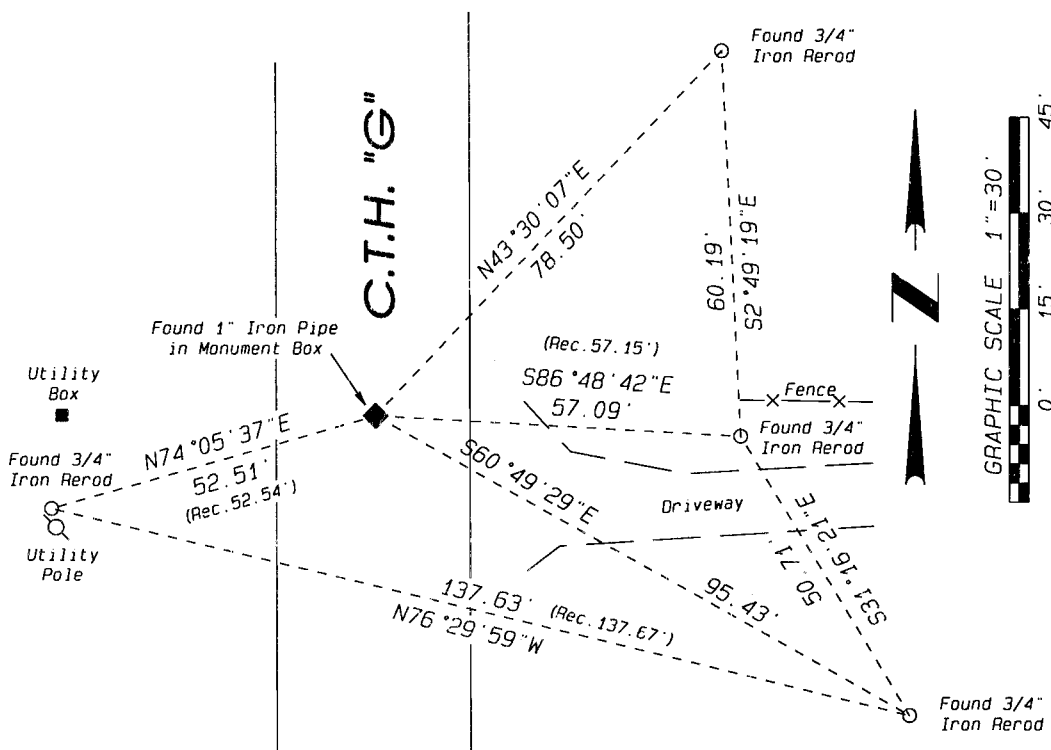 Found 3/4"
Iron Rerod
C.T.H. "G"
N43°30'07"E
78.50'
60.19'
S2°49'19"E
GRAPHIC SCALE 1"=30'
45'
30'
15'
0'
N
Found 1" Iron Pipe
in Monument Box
(Rec.57.15')
S86°48'42"E
57.09'
Fence
Utility
Box
Found 3/4"
Iron Rerod
N74°05'37"E
52.51'
(Rec.52.54')
Found 3/4"
Iron Rerod
S60°49'29"E
95.43'
Driveway
S31°16'21"E
50.71'
Utility
Pole
137.63' (Rec.137.67')
N76°29'59"W
Found 3/4"
Iron Rerod